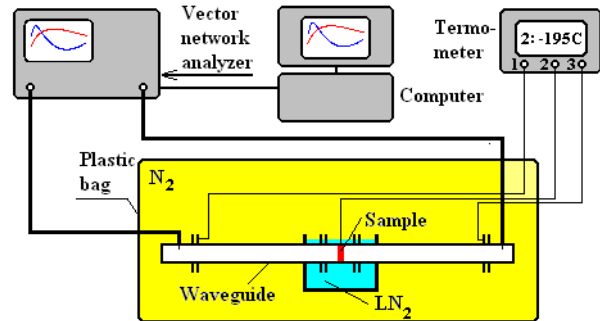 Vector
network
analyzer
Computer
Termo-
meter
2: -195C
1 2 3
Plastic
bag
N2
Sample
Waveguide
LN2